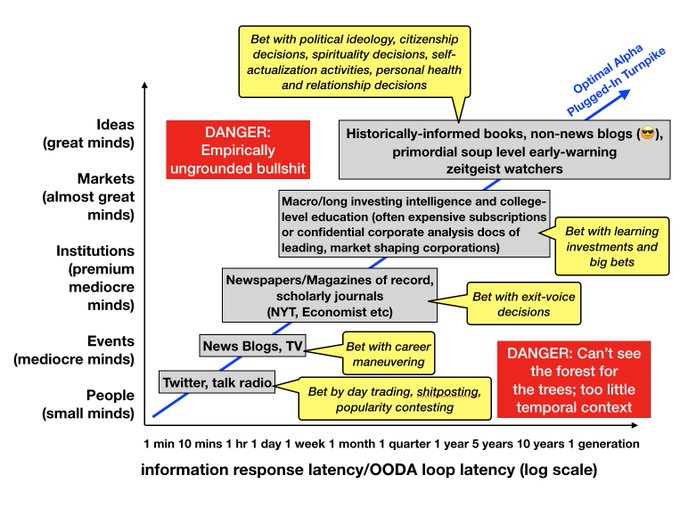 Bet with political ideology, citizenship
decisions, spirituality decisions, self-
actualization activities, personal health
and relationship decisions
Optimal Alpha
Plugged-In Turnpike
Ideas
(great minds)
DANGER:
Empirically
ungrounded bullshit
Historically-informed books, non-news blogs (😎),
primordial soup level early-warning
zeitgeist watchers
Markets
(almost great
minds)
Macro/long investing intelligence and college-
level education (often expensive subscriptions
or confidential corporate analysis docs of
leading, market shaping corporations)
Bet with learning
investments and
big bets
Institutions
(premium
mediocre
minds)
Newspapers/Magazines of record,
scholarly journals
(NYT, Economist etc)
Bet with exit-voice
decisions
Events
(mediocre minds)
News Blogs, TV
Bet with career
maneuvering
DANGER: Can't see
the forest for
the trees; too little
temporal context
People
(small minds)
Twitter, talk radio
Bet by day trading, shitposting,
popularity contesting
1 min 10 mins 1 hr 1 day 1 week 1 month 1 quarter 1 year 5 years 10 years 1 generation
information response latency/OODA loop latency (log scale)